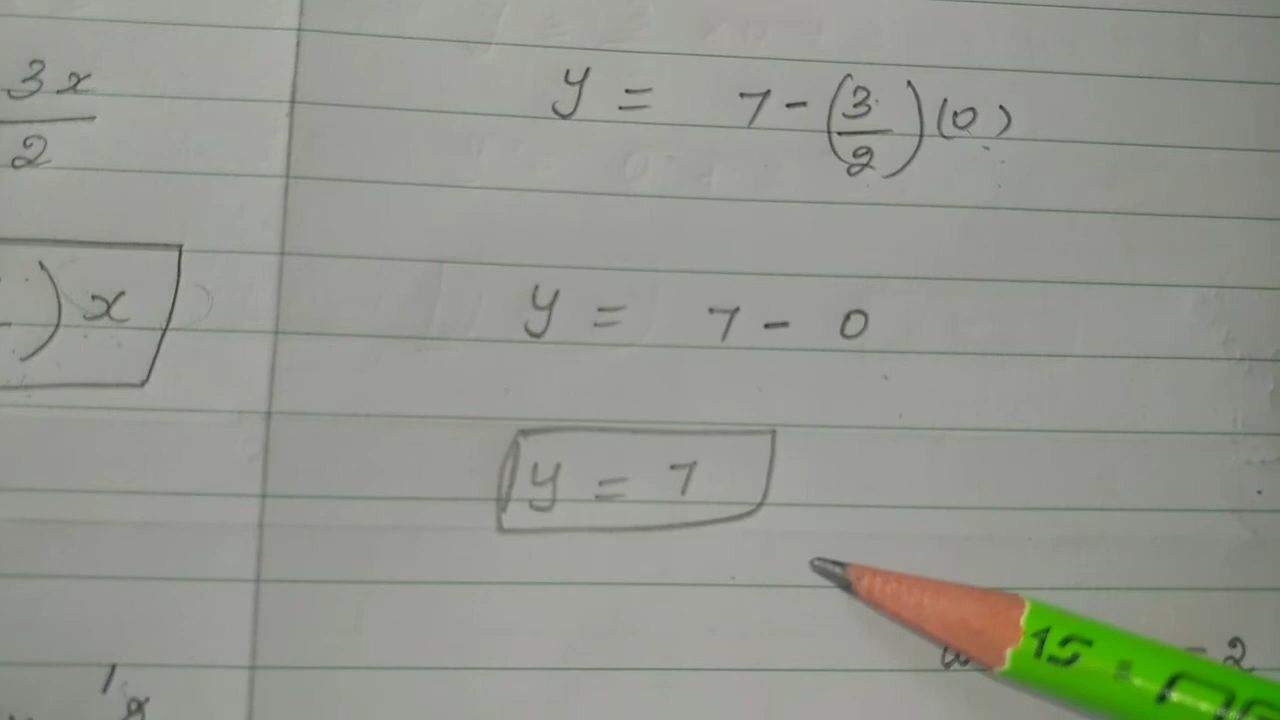 3x/2
y = 7 - (3/2)(0)
) x
y = 7 - 0
y = 7
15 =
- 2